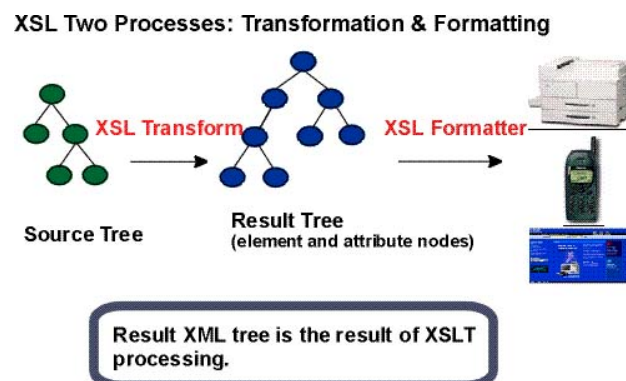 XSL Two Processes: Transformation & Formatting
XSL Transform
XSL Formatter
Source Tree
Result Tree
(element and attribute nodes)
Result XML tree is the result of XSLT
processing.